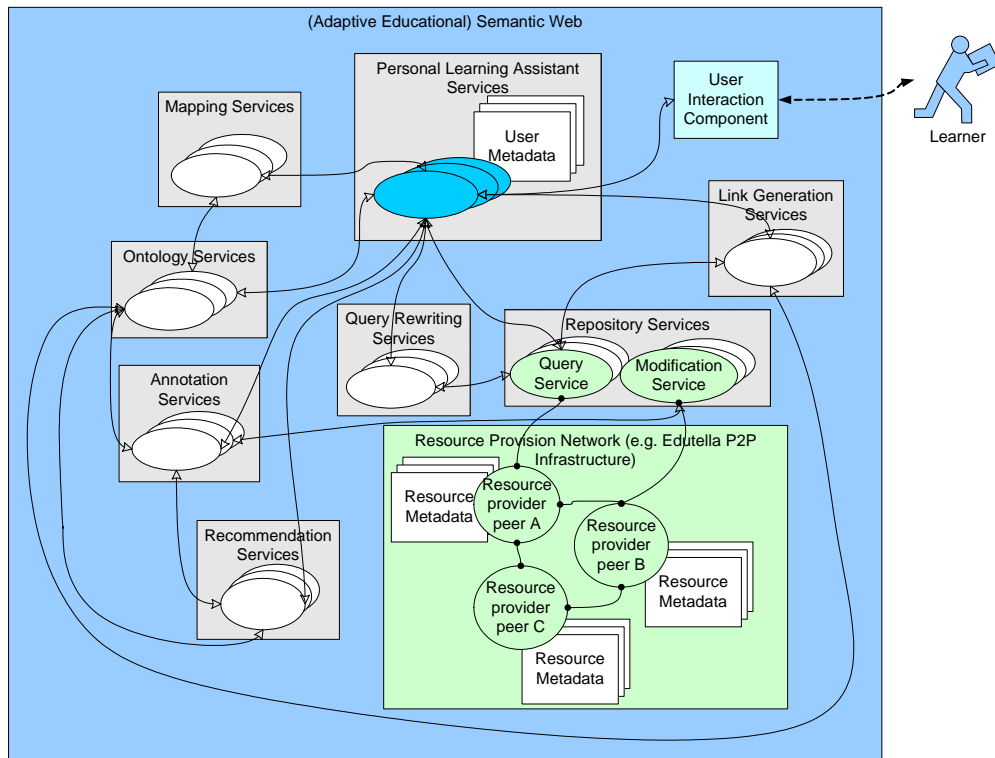 (Adaptive Educational) Semantic Web
Personal Learning Assistant
Services
User
Metadata
User
Interaction
Component
Learner
Mapping Services
Link Generation
Services
Ontology Services
Query Rewriting
Services
Repository Services
Query
Service
Modification
Service
Annotation
Services
Resource Provision Network (e.g. Edutella P2P
Infrastructure)
Resource
Metadata
Resource
provider
peer A
Resource
provider
peer B
Resource
Metadata
Resource
provider
peer C
Resource
Metadata
Recommendation
Services